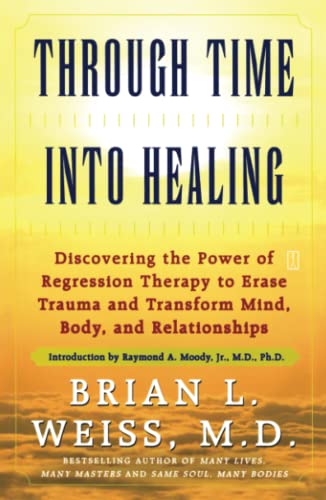 THROUGH TIME
INTO HEALING
Discovering the Power of
Regression Therapy to Erase
Trauma and Transform Mind,
Body, and Relationships
Introduction by Raymond A. Moody, Jr., M.D., Ph.D.
BRIAN L.
WEISS, M.D.
BESTSELLING AUTHOR OF MANY LIVES,
MANY MASTERS AND SAME SOUL, MANY BODIES